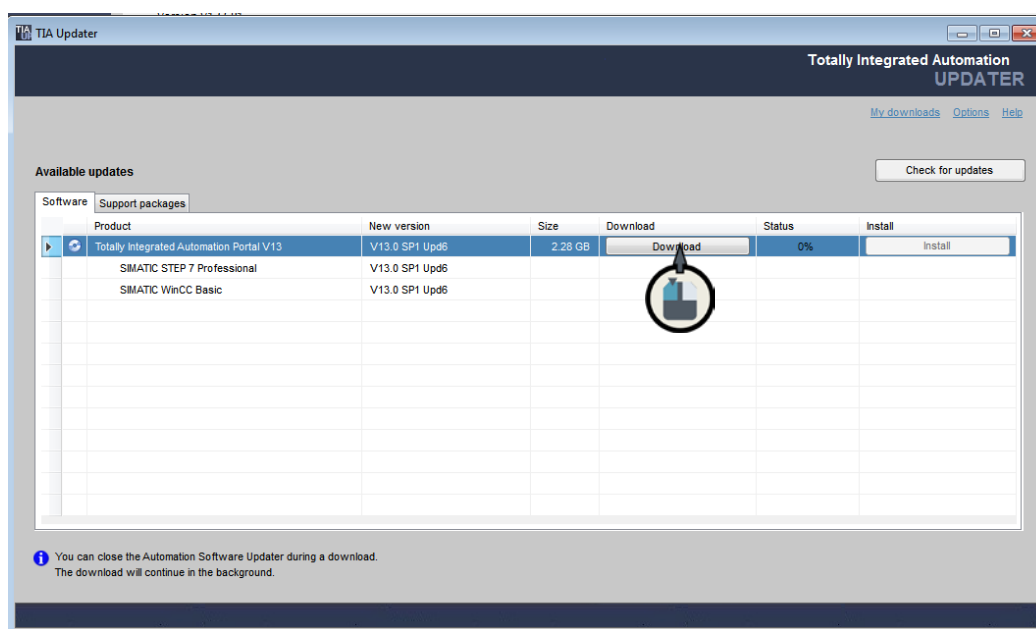 TIA Updater
Totally Integrated Automation
UPDATER
My downloads Options Help
Available updates
Check for updates
Software Support packages
Product New version Size Download Status Install
Totally Integrated Automation Portal V13 V13.0 SP1 Upd6 2.28 GB Download 0% Install
SIMATIC STEP 7 Professional V13.0 SP1 Upd6
SIMATIC WinCC Basic V13.0 SP1 Upd6
You can close the Automation Software Updater during a download.
The download will continue in the background.